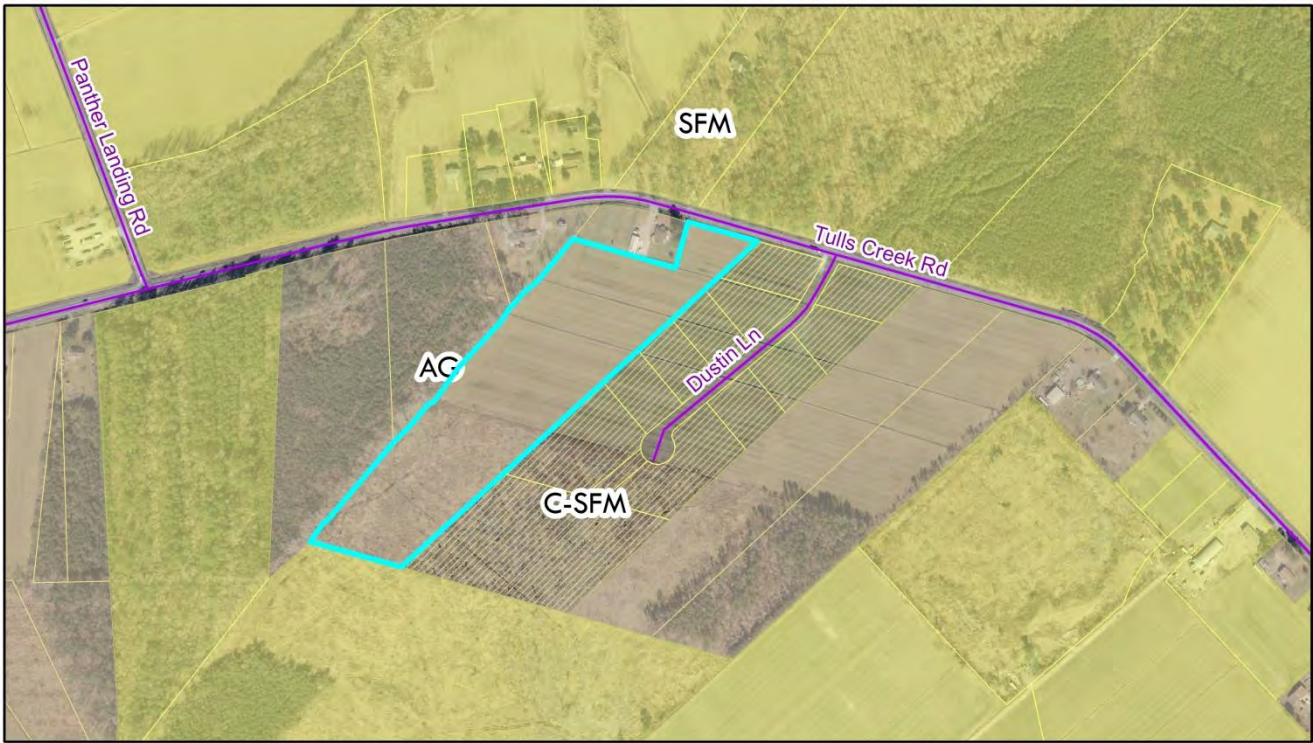 Panther Landing Rd
SFM
Tulls Creek Rd
Dustin Ln
AG
C-SFM